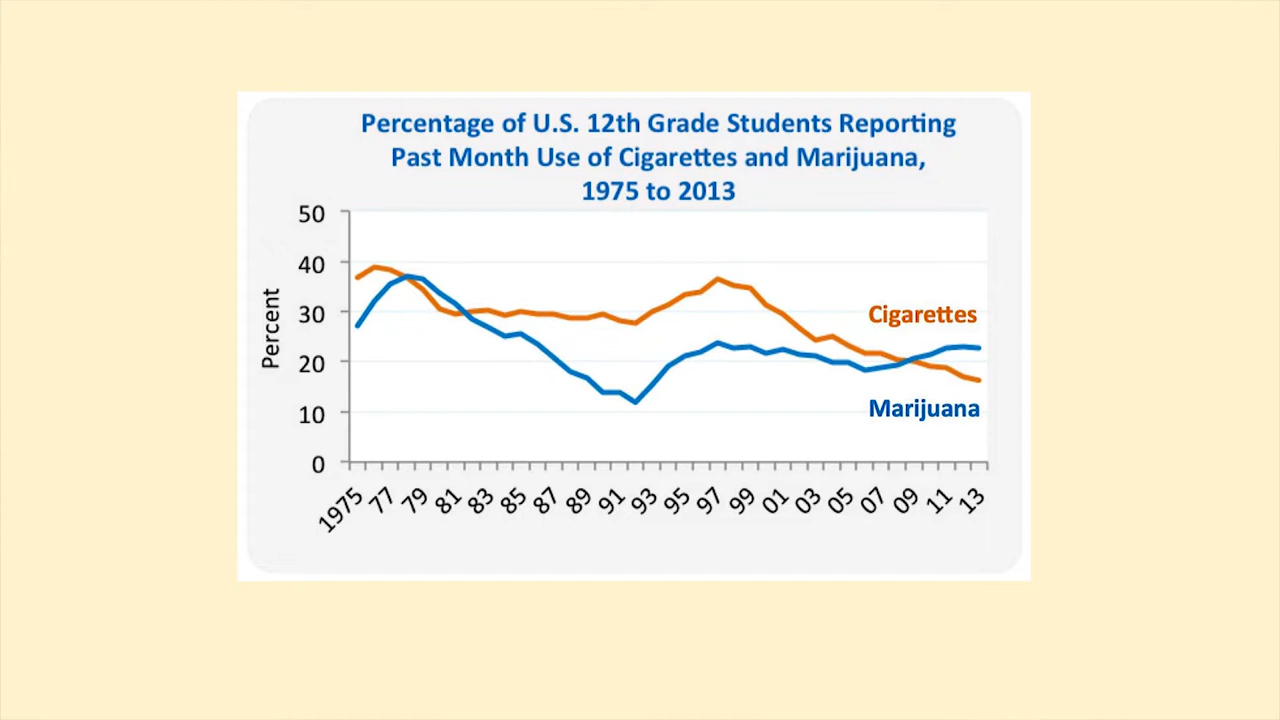 Percentage of U.S. 12th Grade Students Reporting
Past Month Use of Cigarettes and Marijuana,
1975 to 2013
50
40
30
20
10
0
Percent
Cigarettes
Marijuana
1975 77 79 81 83 85 87 89 91 93 95 97 99 01 03 05 07 09 11 13